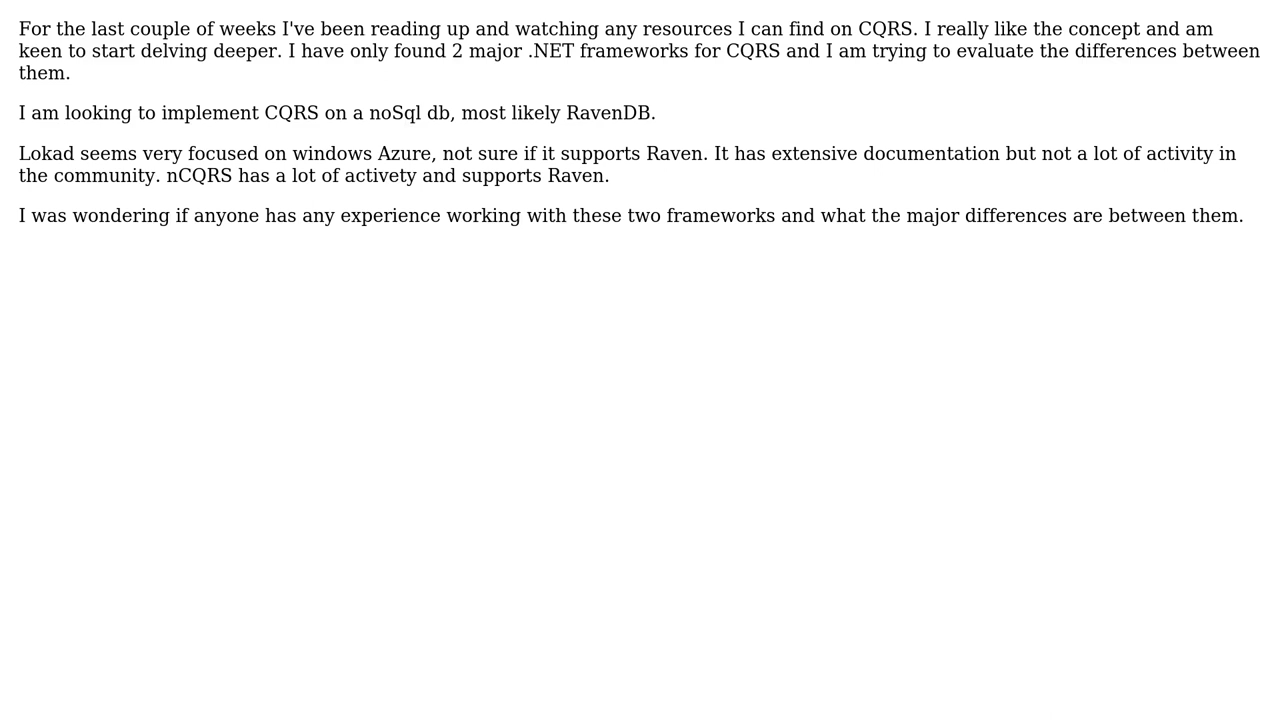 For the last couple of weeks I've been reading up and watching any resources I can find on CQRS. I really like the concept and am
keen to start delving deeper. I have only found 2 major .NET frameworks for CQRS and I am trying to evaluate the differences between
them.
I am looking to implement CQRS on a noSql db, most likely RavenDB.
Lokad seems very focused on windows Azure, not sure if it supports Raven. It has extensive documentation but not a lot of activity in
the community. nCQRS has a lot of activety and supports Raven.
I was wondering if anyone has any experience working with these two frameworks and what the major differences are between them.